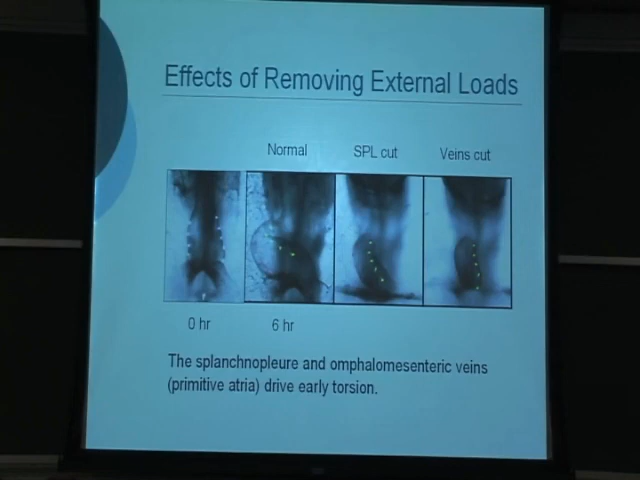 Effects of Removing External Loads
Normal
SPL cut
Veins cut
0 hr
6 hr
The splanchnopleure and omphalomesenteric veins
(primitive atria) drive early torsion.